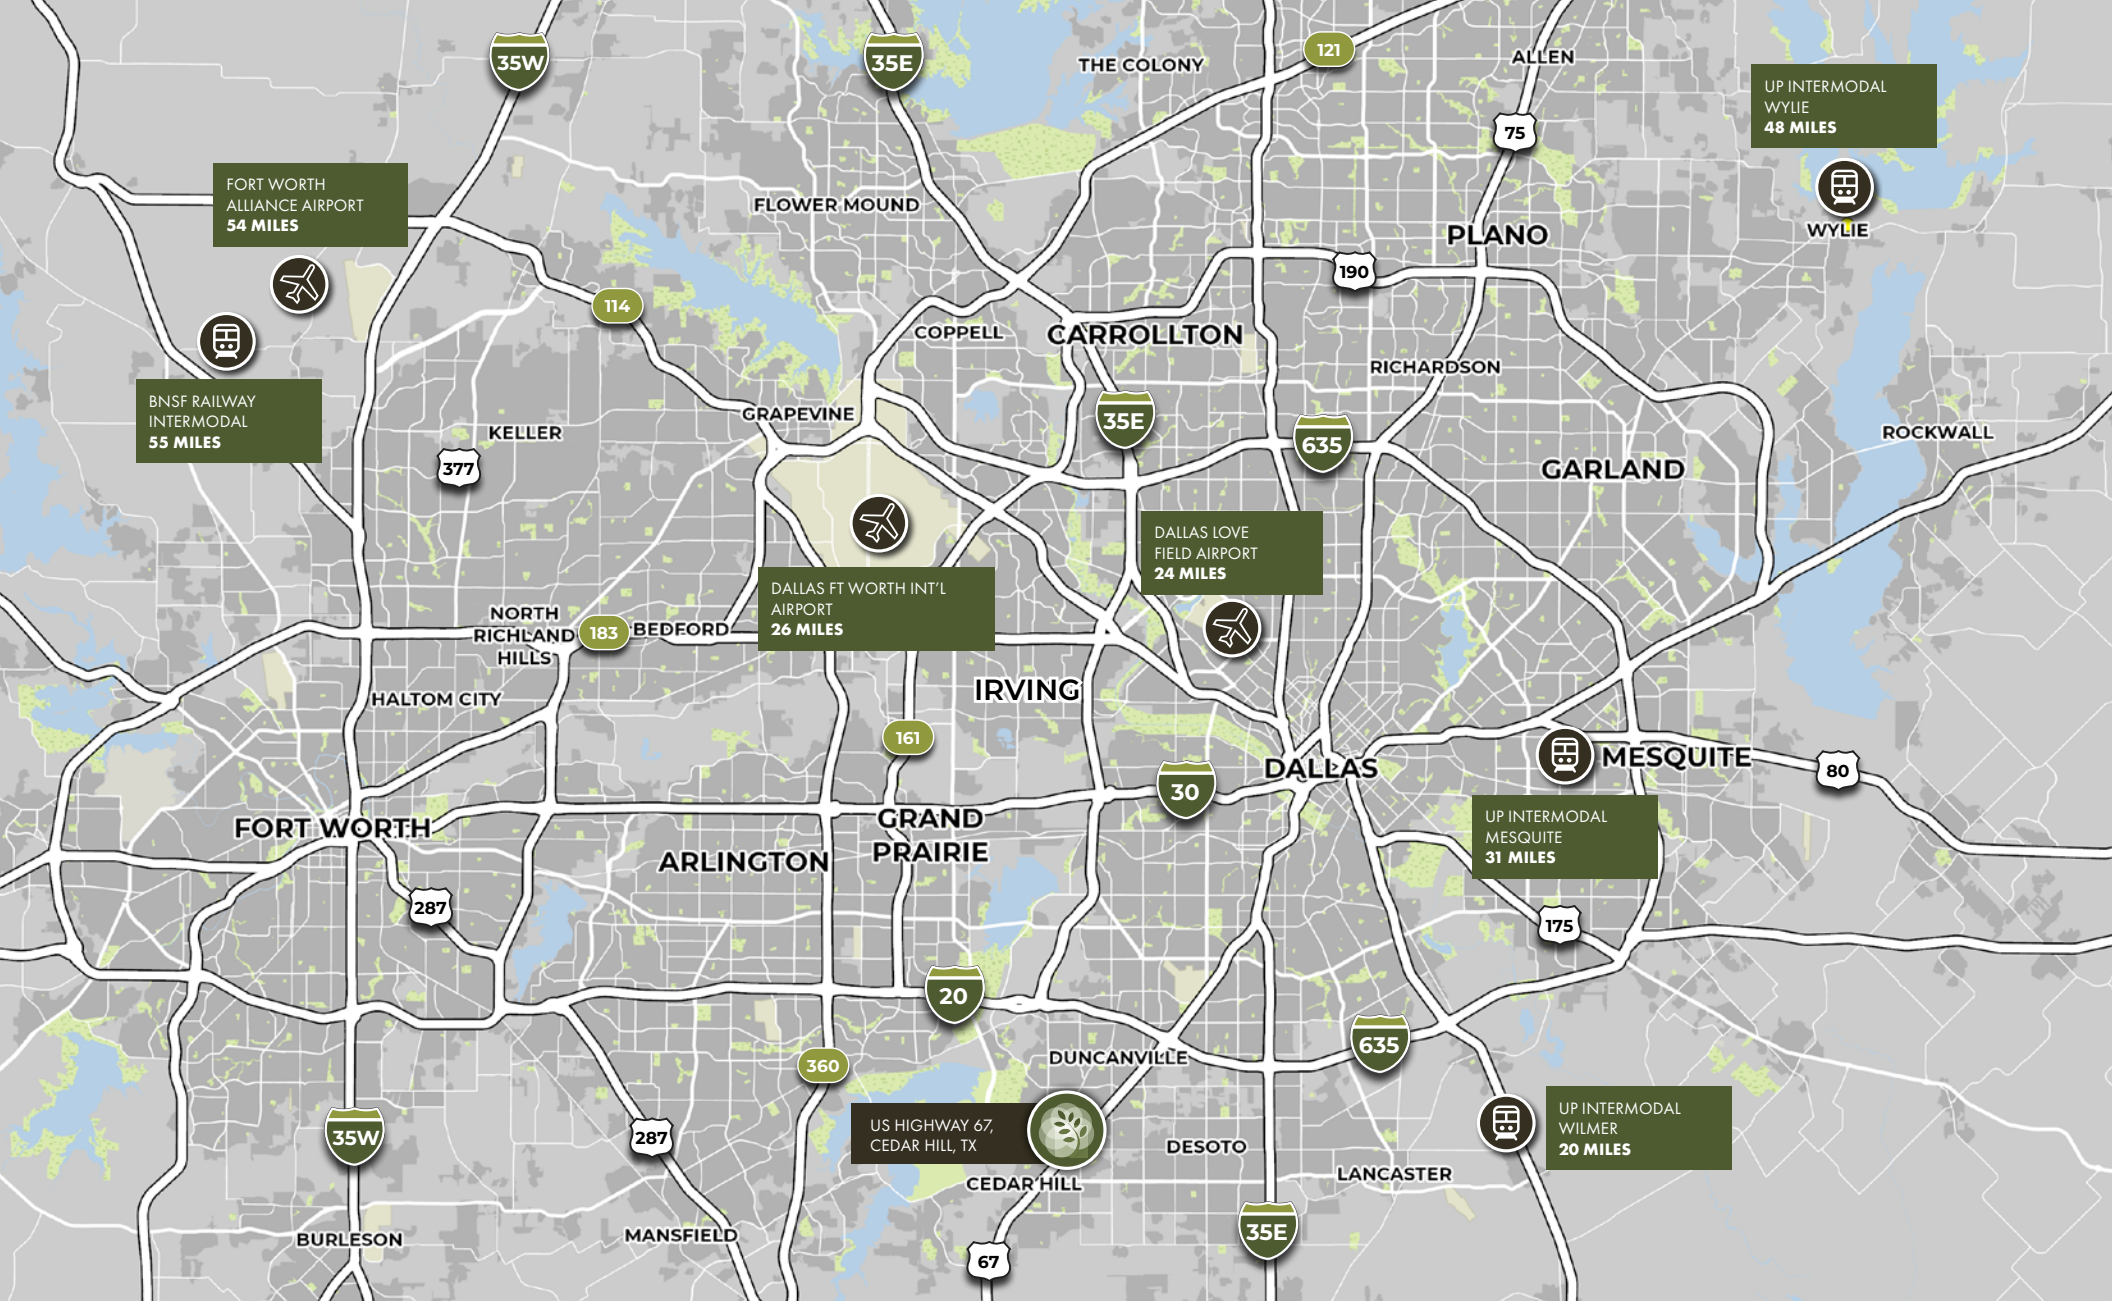 35W
35E
THE COLONY
121
ALLEN
75
UP INTERMODAL
WYLIE
48 MILES
WYLIE
FORT WORTH
ALLIANCE AIRPORT
54 MILES
FLOWER MOUND
PLANO
190
114
COPPELL
CARROLLTON
RICHARDSON
BNSF RAILWAY
INTERMODAL
55 MILES
GRAPEVINE
35E
635
KELLER
377
GARLAND
ROCKWALL
DALLAS LOVE
FIELD AIRPORT
24 MILES
DALLAS FT WORTH INT'L
AIRPORT
26 MILES
NORTH
RICHLAND
HILLS
183
BEDFORD
HALTOM CITY
IRVING
161
DALLAS
30
MESQUITE
80
UP INTERMODAL
MESQUITE
31 MILES
FORT WORTH
GRAND
PRAIRIE
ARLINGTON
287
175
20
635
DUNCANVILLE
360
US HIGHWAY 67,
CEDAR HILL, TX
UP INTERMODAL
WILMER
20 MILES
35W
287
DESOTO
LANCASTER
CEDAR HILL
BURLESON
MANSFIELD
35E
67